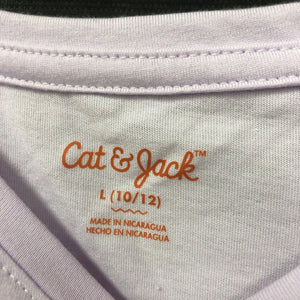 Cat & Jack™
L (10/12)
MADE IN NICARAGUA
HECHO EN NICARAGUA